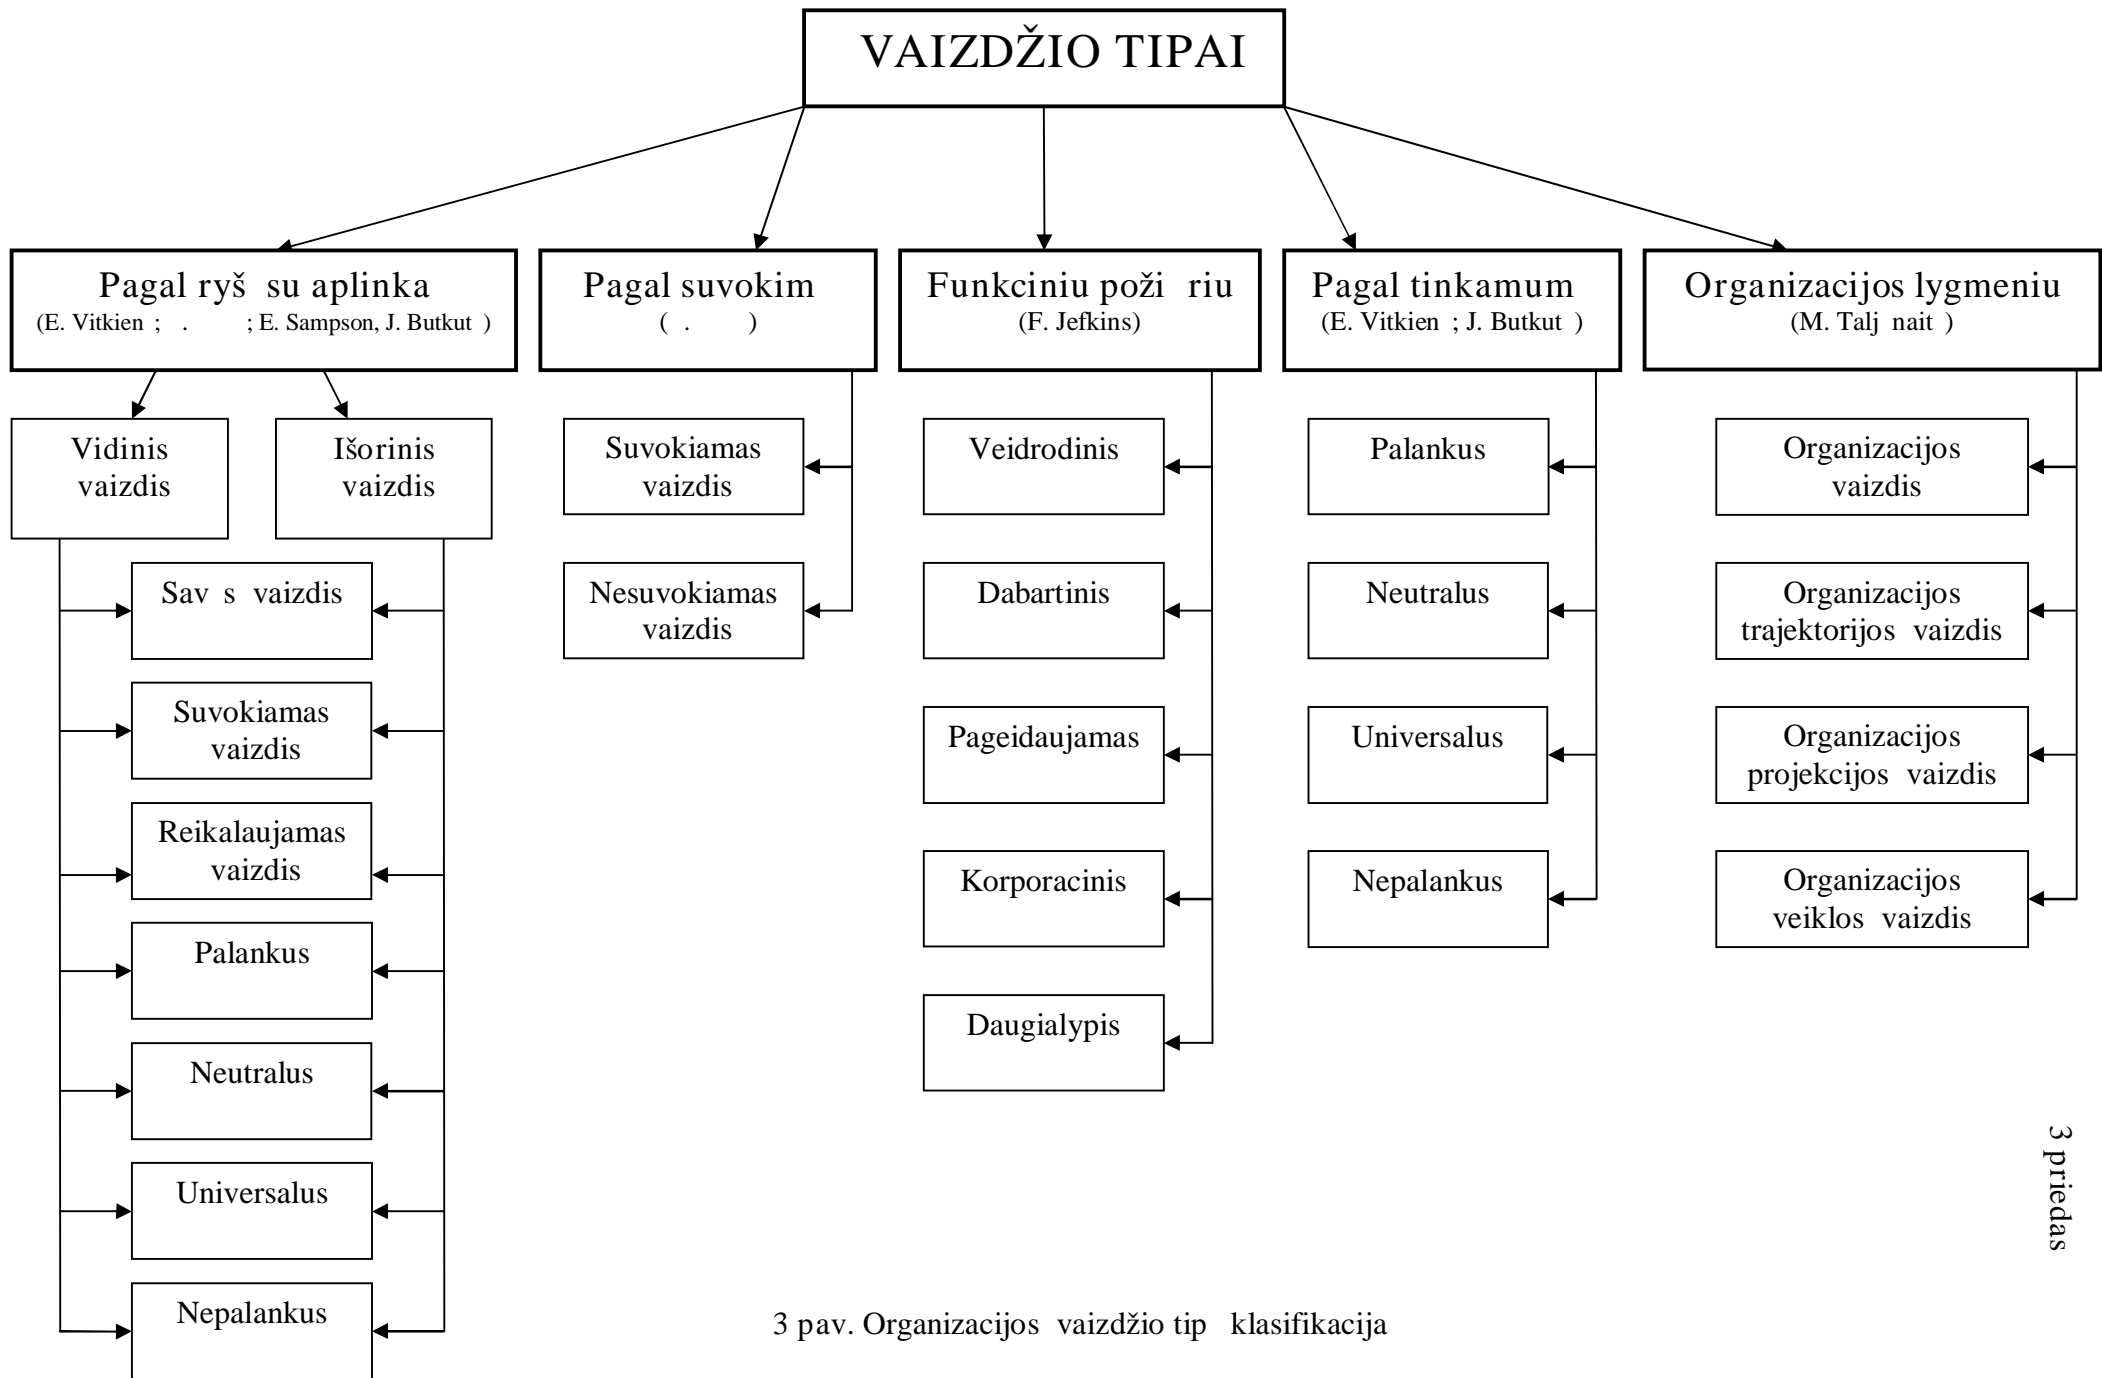 VAIZDŽIO TIPAI
Pagal ryš su aplinka
(E. Vitkien ; . ; E. Sampson, J. Butkut )
Pagal suvokim
( . )
Funkciniu poži riu
(F. Jefkins)
Pagal tinkamum
(E. Vitkien ; J. Butkut )
Organizacijos lygmeniu
(M. Talj nait )
Vidinis
vaizdis
Išorinis
vaizdis
Sav s vaizdis
Suvokiamas
vaizdis
Reikalaujamas
vaizdis
Palankus
Neutralus
Universalus
Nepalankus
Suvokiamas
vaizdis
Nesuvokiamas
vaizdis
Veidrodinis
Dabartinis
Pageidaujamas
Korporacinis
Daugialypis
Palankus
Neutralus
Universalus
Nepalankus
Organizacijos
vaizdis
Organizacijos
trajektorijos vaizdis
Organizacijos
projekcijos vaizdis
Organizacijos
veiklos vaizdis
3 priedas
3 pav. Organizacijos vaizdžio tip klasifikacija